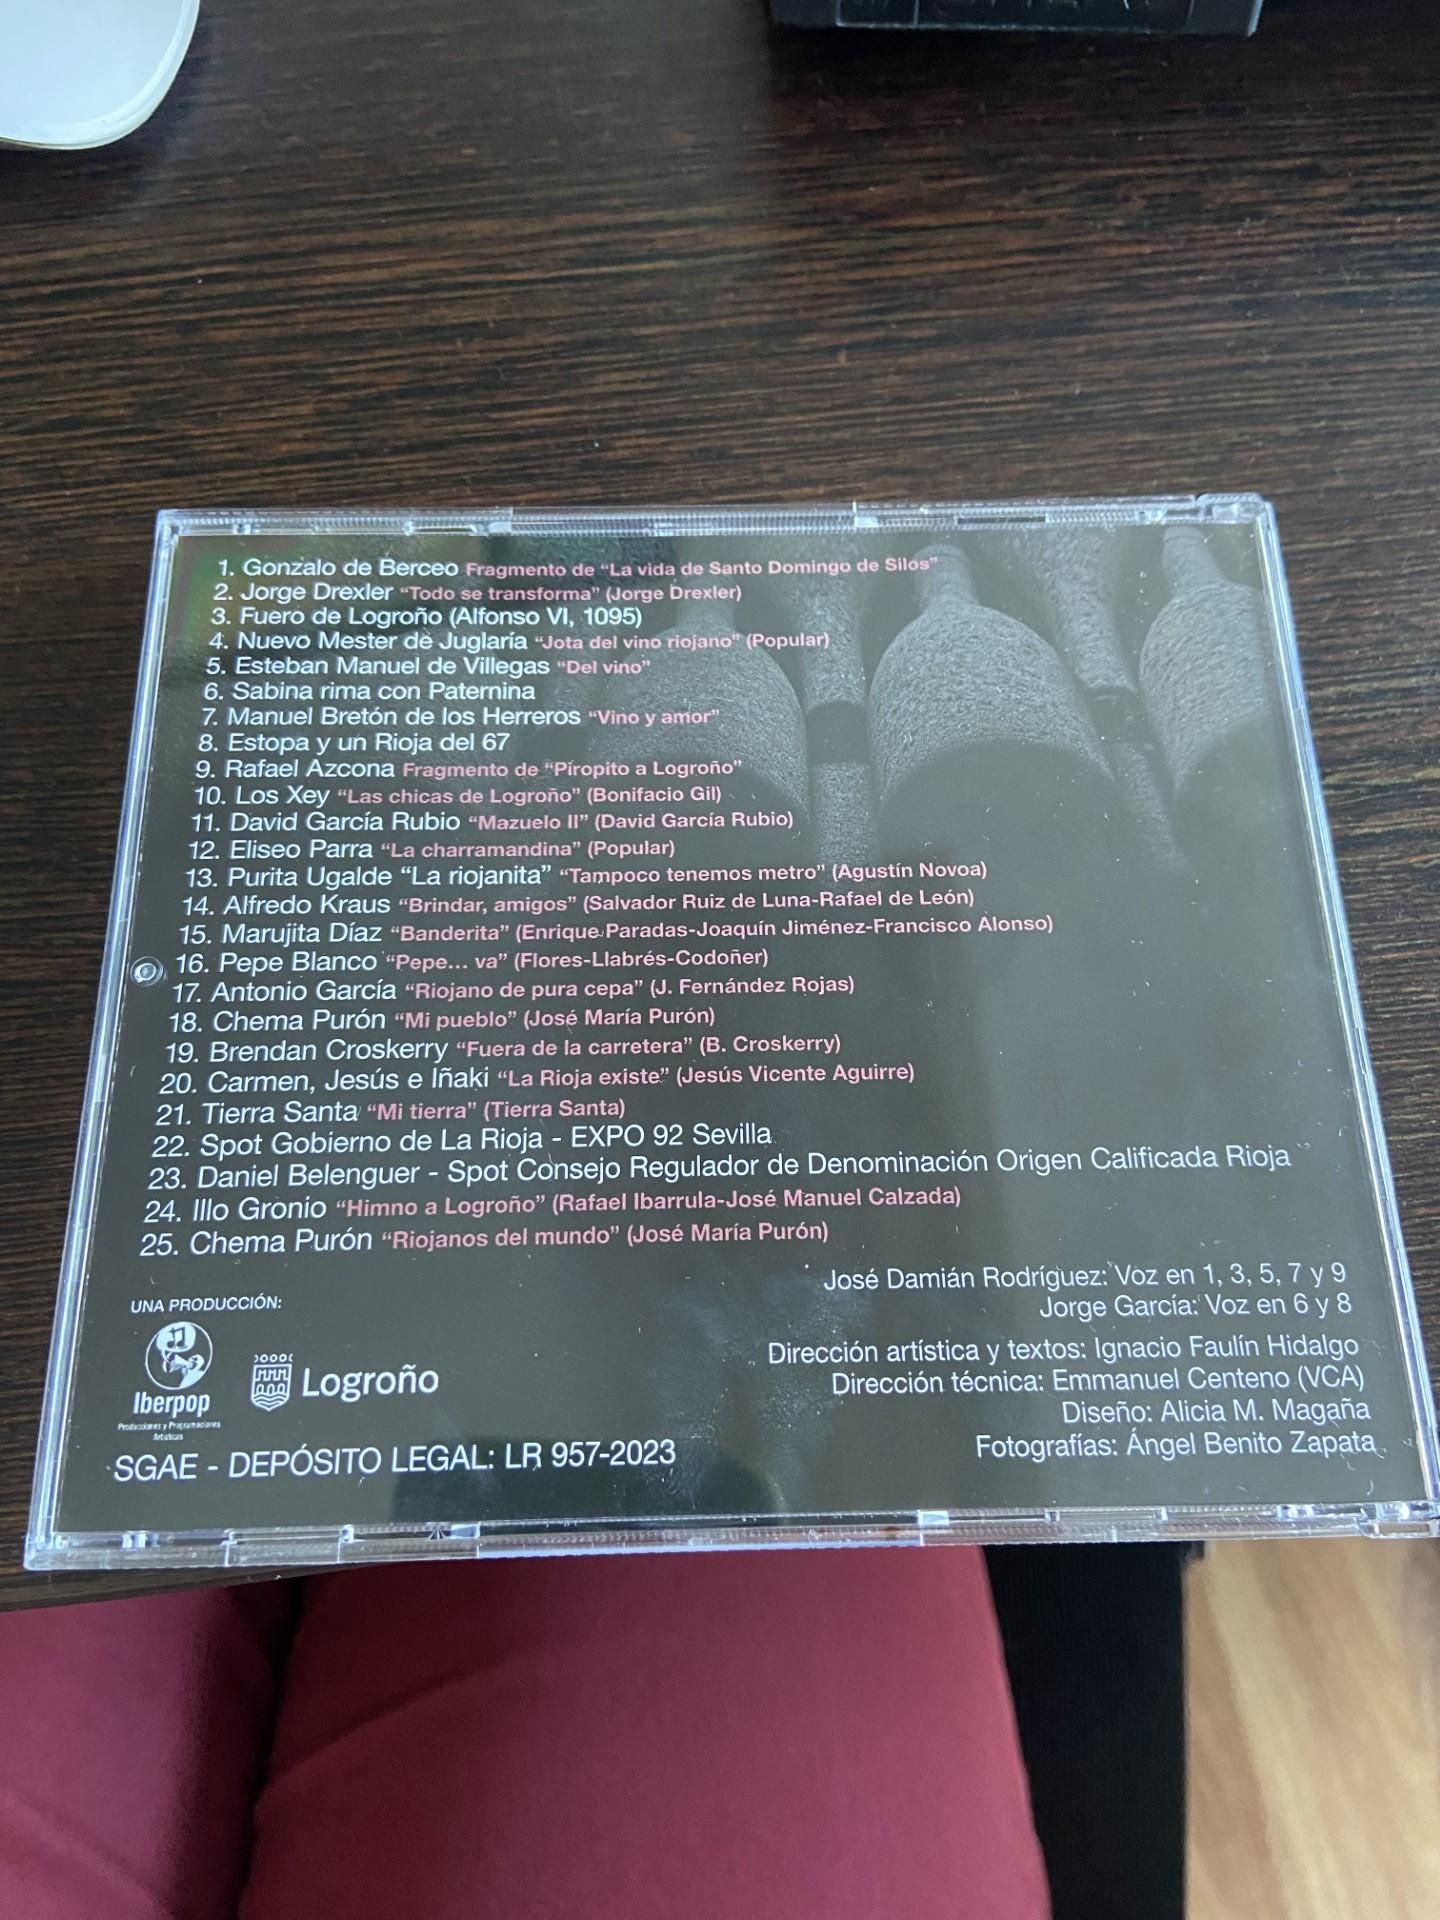 1. Gonzalo de Berceo Fragmento de “La vida de Santo Domingo de Silos”
2. Jorge Drexler “Todo se transforma” (Jorge Drexler)
3. Fuero de Logroño (Alfonso VI, 1095)
4. Nuevo Mester de Juglaría “Jota del vino riojano” (Popular)
5. Esteban Manuel de Villegas “Del vino”
6. Sabina rima con Paternina
7. Manuel Bretón de los Herreros “Vino y amor”
8. Estopa y un Rioja del 67
9. Rafael Azcona Fragmento de “Piropito a Logroño”
10. Los Xey “Las chicas de Logroño” (Bonifacio Gil)
11. David García Rubio “Mazuelo II” (David García Rubio)
12. Eliseo Parra “La charramandina” (Popular)
13. Purita Ugalde “La riojanita” “Tampoco tenemos metro” (Agustín Novoa)
14. Alfredo Kraus “Brindar, amigos” (Salvador Ruiz de Luna-Rafael de León)
15. Marujita Díaz “Banderita” (Enrique Paradas-Joaquín Jiménez-Francisco Alonso)
16. Pepe Blanco “Pepe... va” (Flores-Llabrés-Codoñer)
17. Antonio García “Riojano de pura cepa” (J. Fernández Rojas)
18. Chema Purón “Mi pueblo” (José María Purón)
19. Brendan Croskerry “Fuera de la carretera” (B. Croskerry)
20. Carmen, Jesús e Iñaki “La Rioja existe” (Jesús Vicente Aguirre)
21. Tierra Santa “Mi tierra” (Tierra Santa)
22. Spot Gobierno de La Rioja - EXPO 92 Sevilla
23. Daniel Belenguer - Spot Consejo Regulador de Denominación Origen Calificada Rioja
24. Illo Gronio “Himno a Logroño” (Rafael Ibarrula-José Manuel Calzada)
25. Chema Purón “Riojanos del mundo” (José María Purón)
José Damián Rodríguez: Voz en 1, 3, 5, 7 y 9
Jorge García: Voz en 6 y 8
Dirección artística y textos: Ignacio Faulín Hidalgo
Dirección técnica: Emmanuel Centeno (VCA)
Diseño: Alicia M. Magaña
Fotografías: Ángel Benito Zapata
UNA PRODUCCIÓN:
Iberpop
Producciones y Programaciones
Artísticas
Logroño
SGAE - DEPÓSITO LEGAL: LR 957-2023